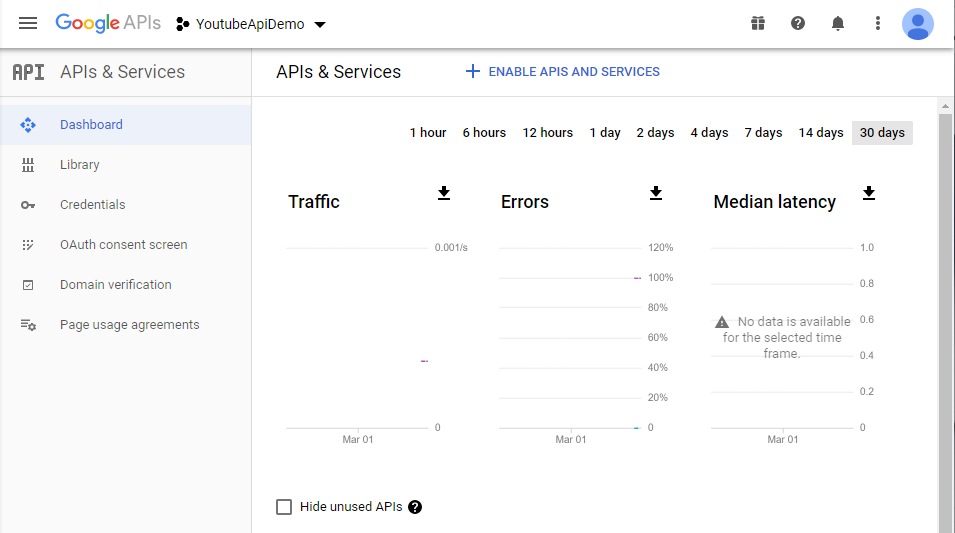 Google APIs YoutubeApiDemo
API APIs & Services
APIs & Services
ENABLE APIS AND SERVICES
Dashboard
Library
Credentials
OAuth consent screen
Domain verification
Page usage agreements
1 hour 6 hours 12 hours 1 day 2 days 4 days 7 days 14 days 30 days
Traffic
0.001/s
0
Mar 01
Errors
120%
100%
80%
60%
40%
20%
0
Mar 01
Median latency
1.0
0.8
0.6
0.4
0.2
0
No data is available
for the selected time
frame.
Mar 01
Hide unused APIs